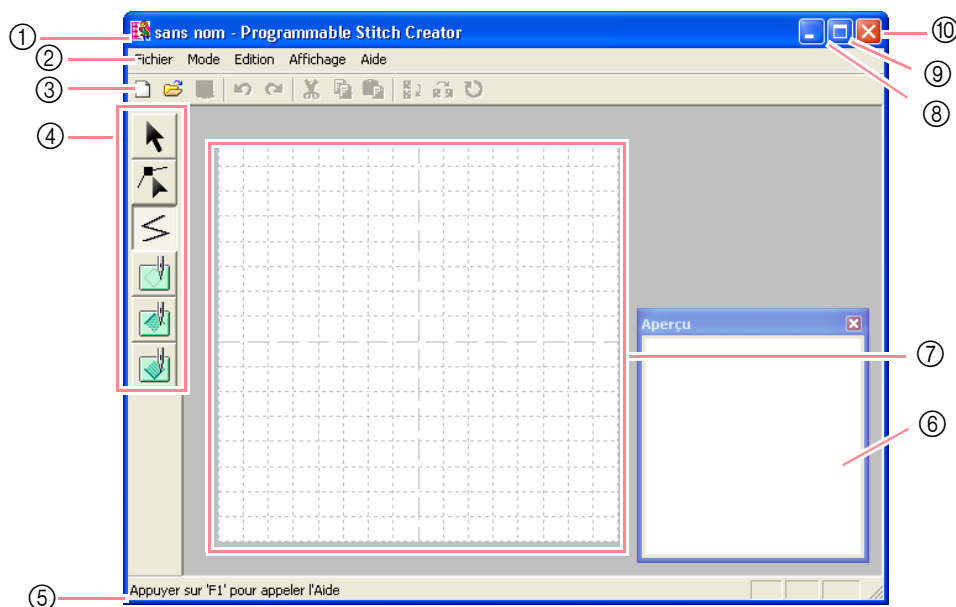 ① sans nom - Programmable Stitch Creator ⑩
② Fichier Mode Edition Affichage Aide ⑨
③ ⑧
④
Aperçu
⑦
⑥
⑤ Appuyer sur 'F1' pour appeler l'Aide